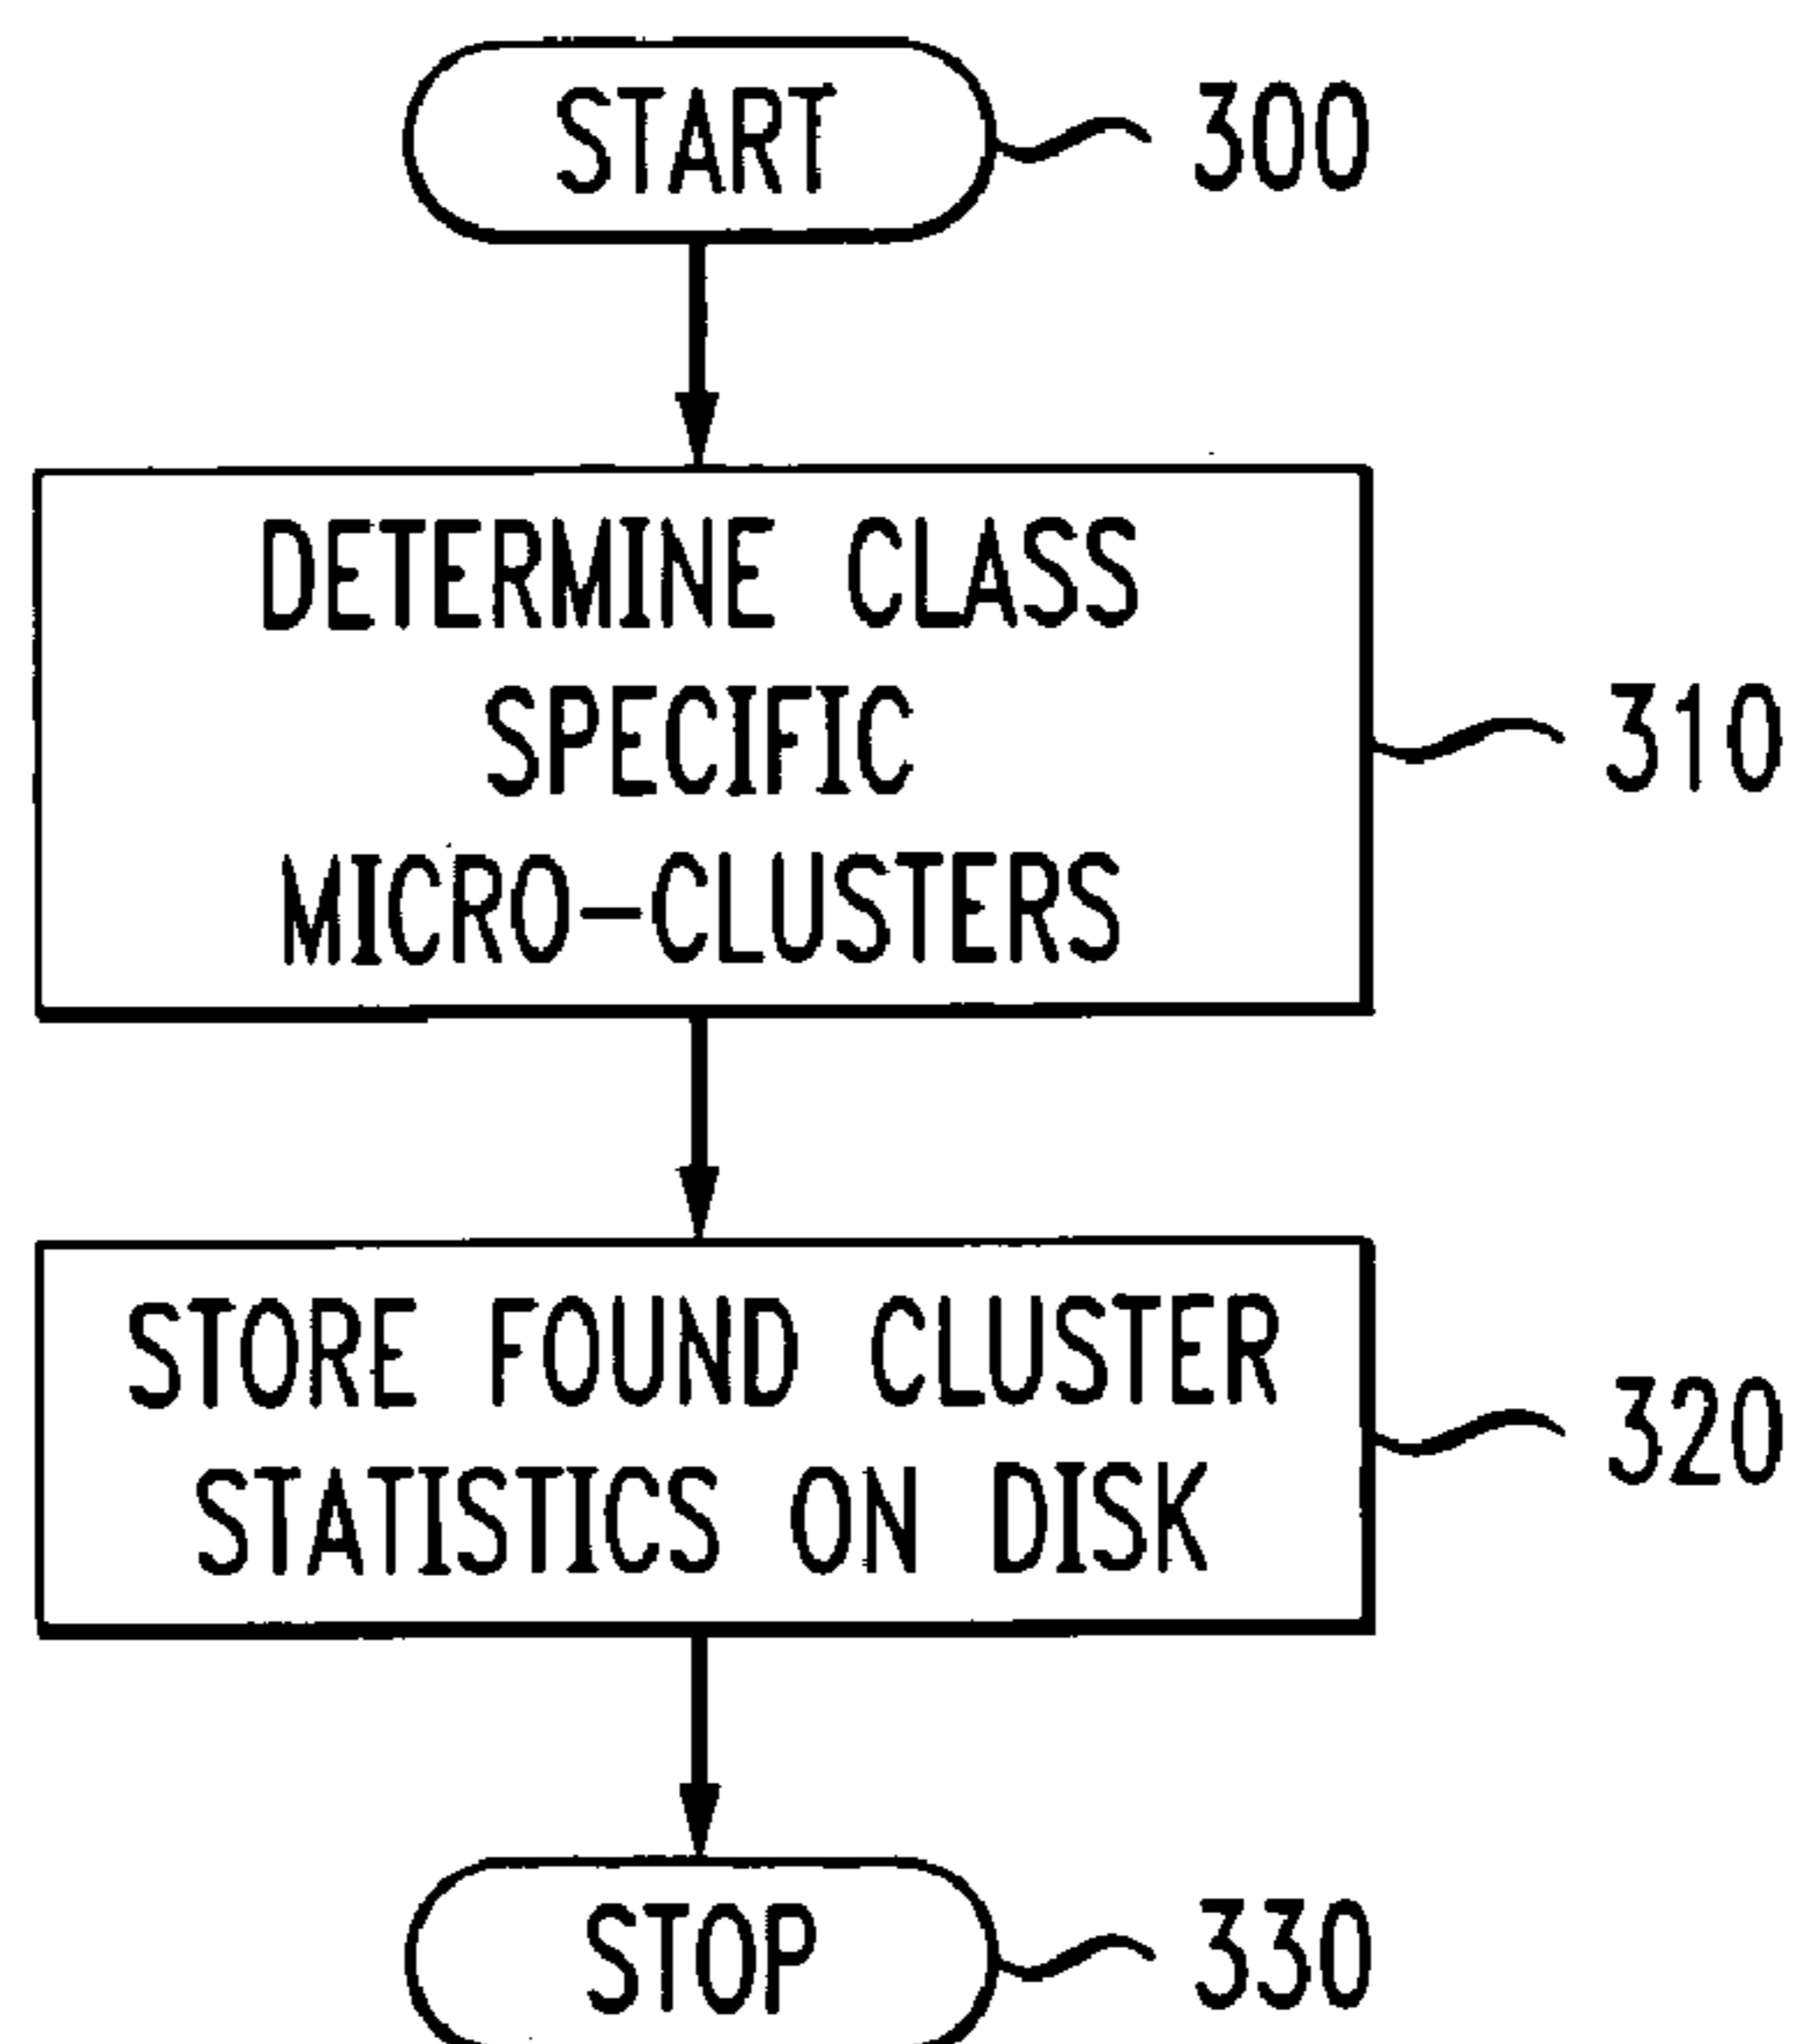 START
300
DETERMINE CLASS
SPECIFIC
MICRO-CLUSTERS
310
STORE FOUND CLUSTER
STATISTICS ON DISK
320
STOP
330